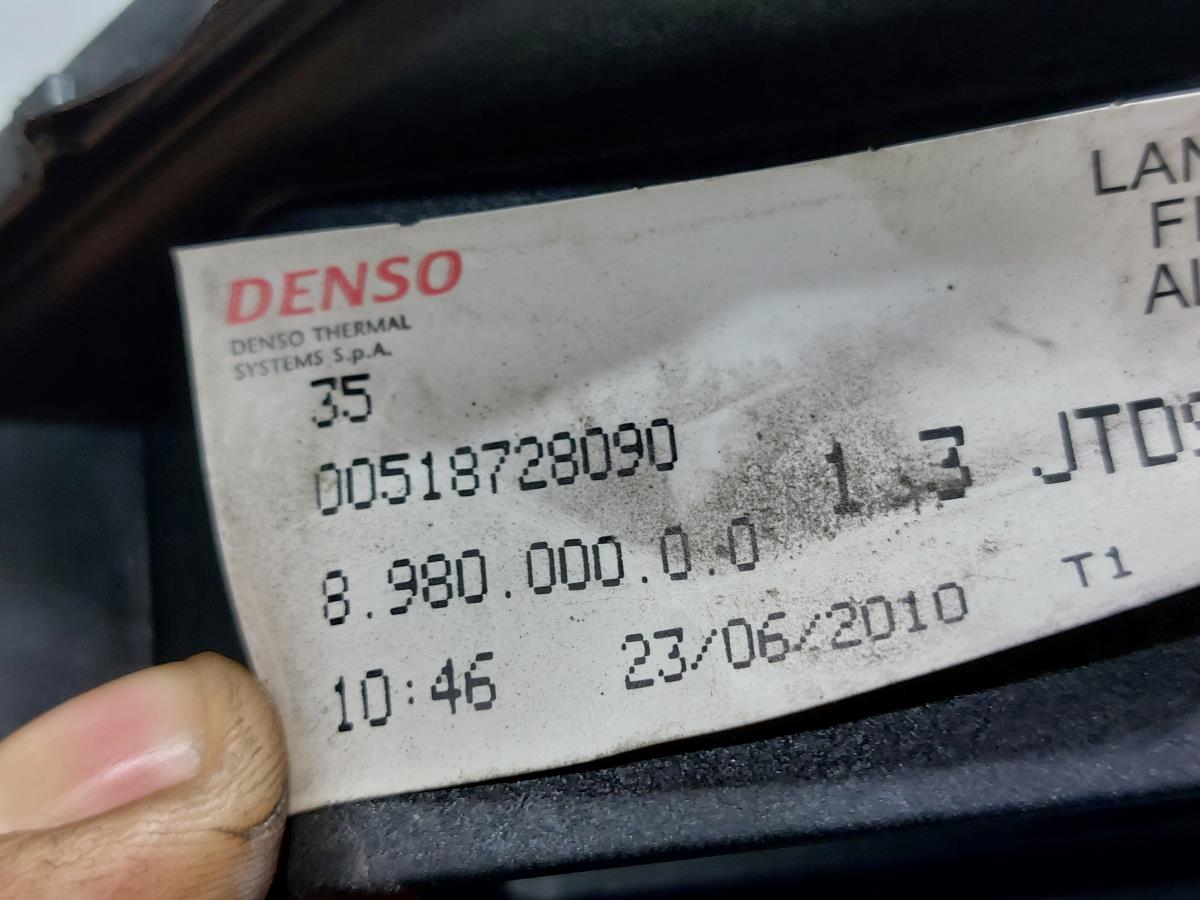 DENSO
DENSO THERMAL
SYSTEMS S.p.A.
35
00518728090
1.3 JTD
8.980.000.0.0
10:46 23/06/2010 T1